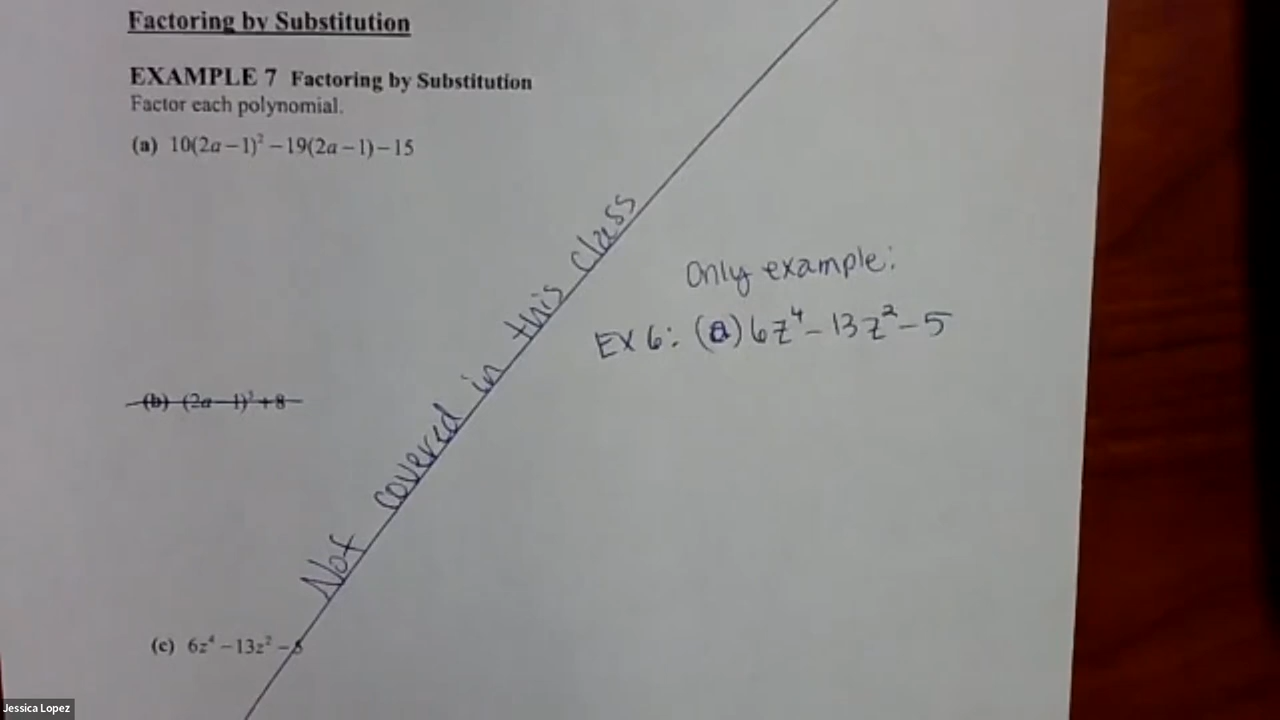 Factoring by Substitution
EXAMPLE 7 Factoring by Substitution
Factor each polynomial.
(a) 10(2a−1)² −19(2a−1)−15
Not covered in this class
Only example:
EX 6: (a) 6z⁴ − 13z² − 5
(b) (2a−1)³+8
(c) 6z⁴ −13z² −5
Jessica Lopez